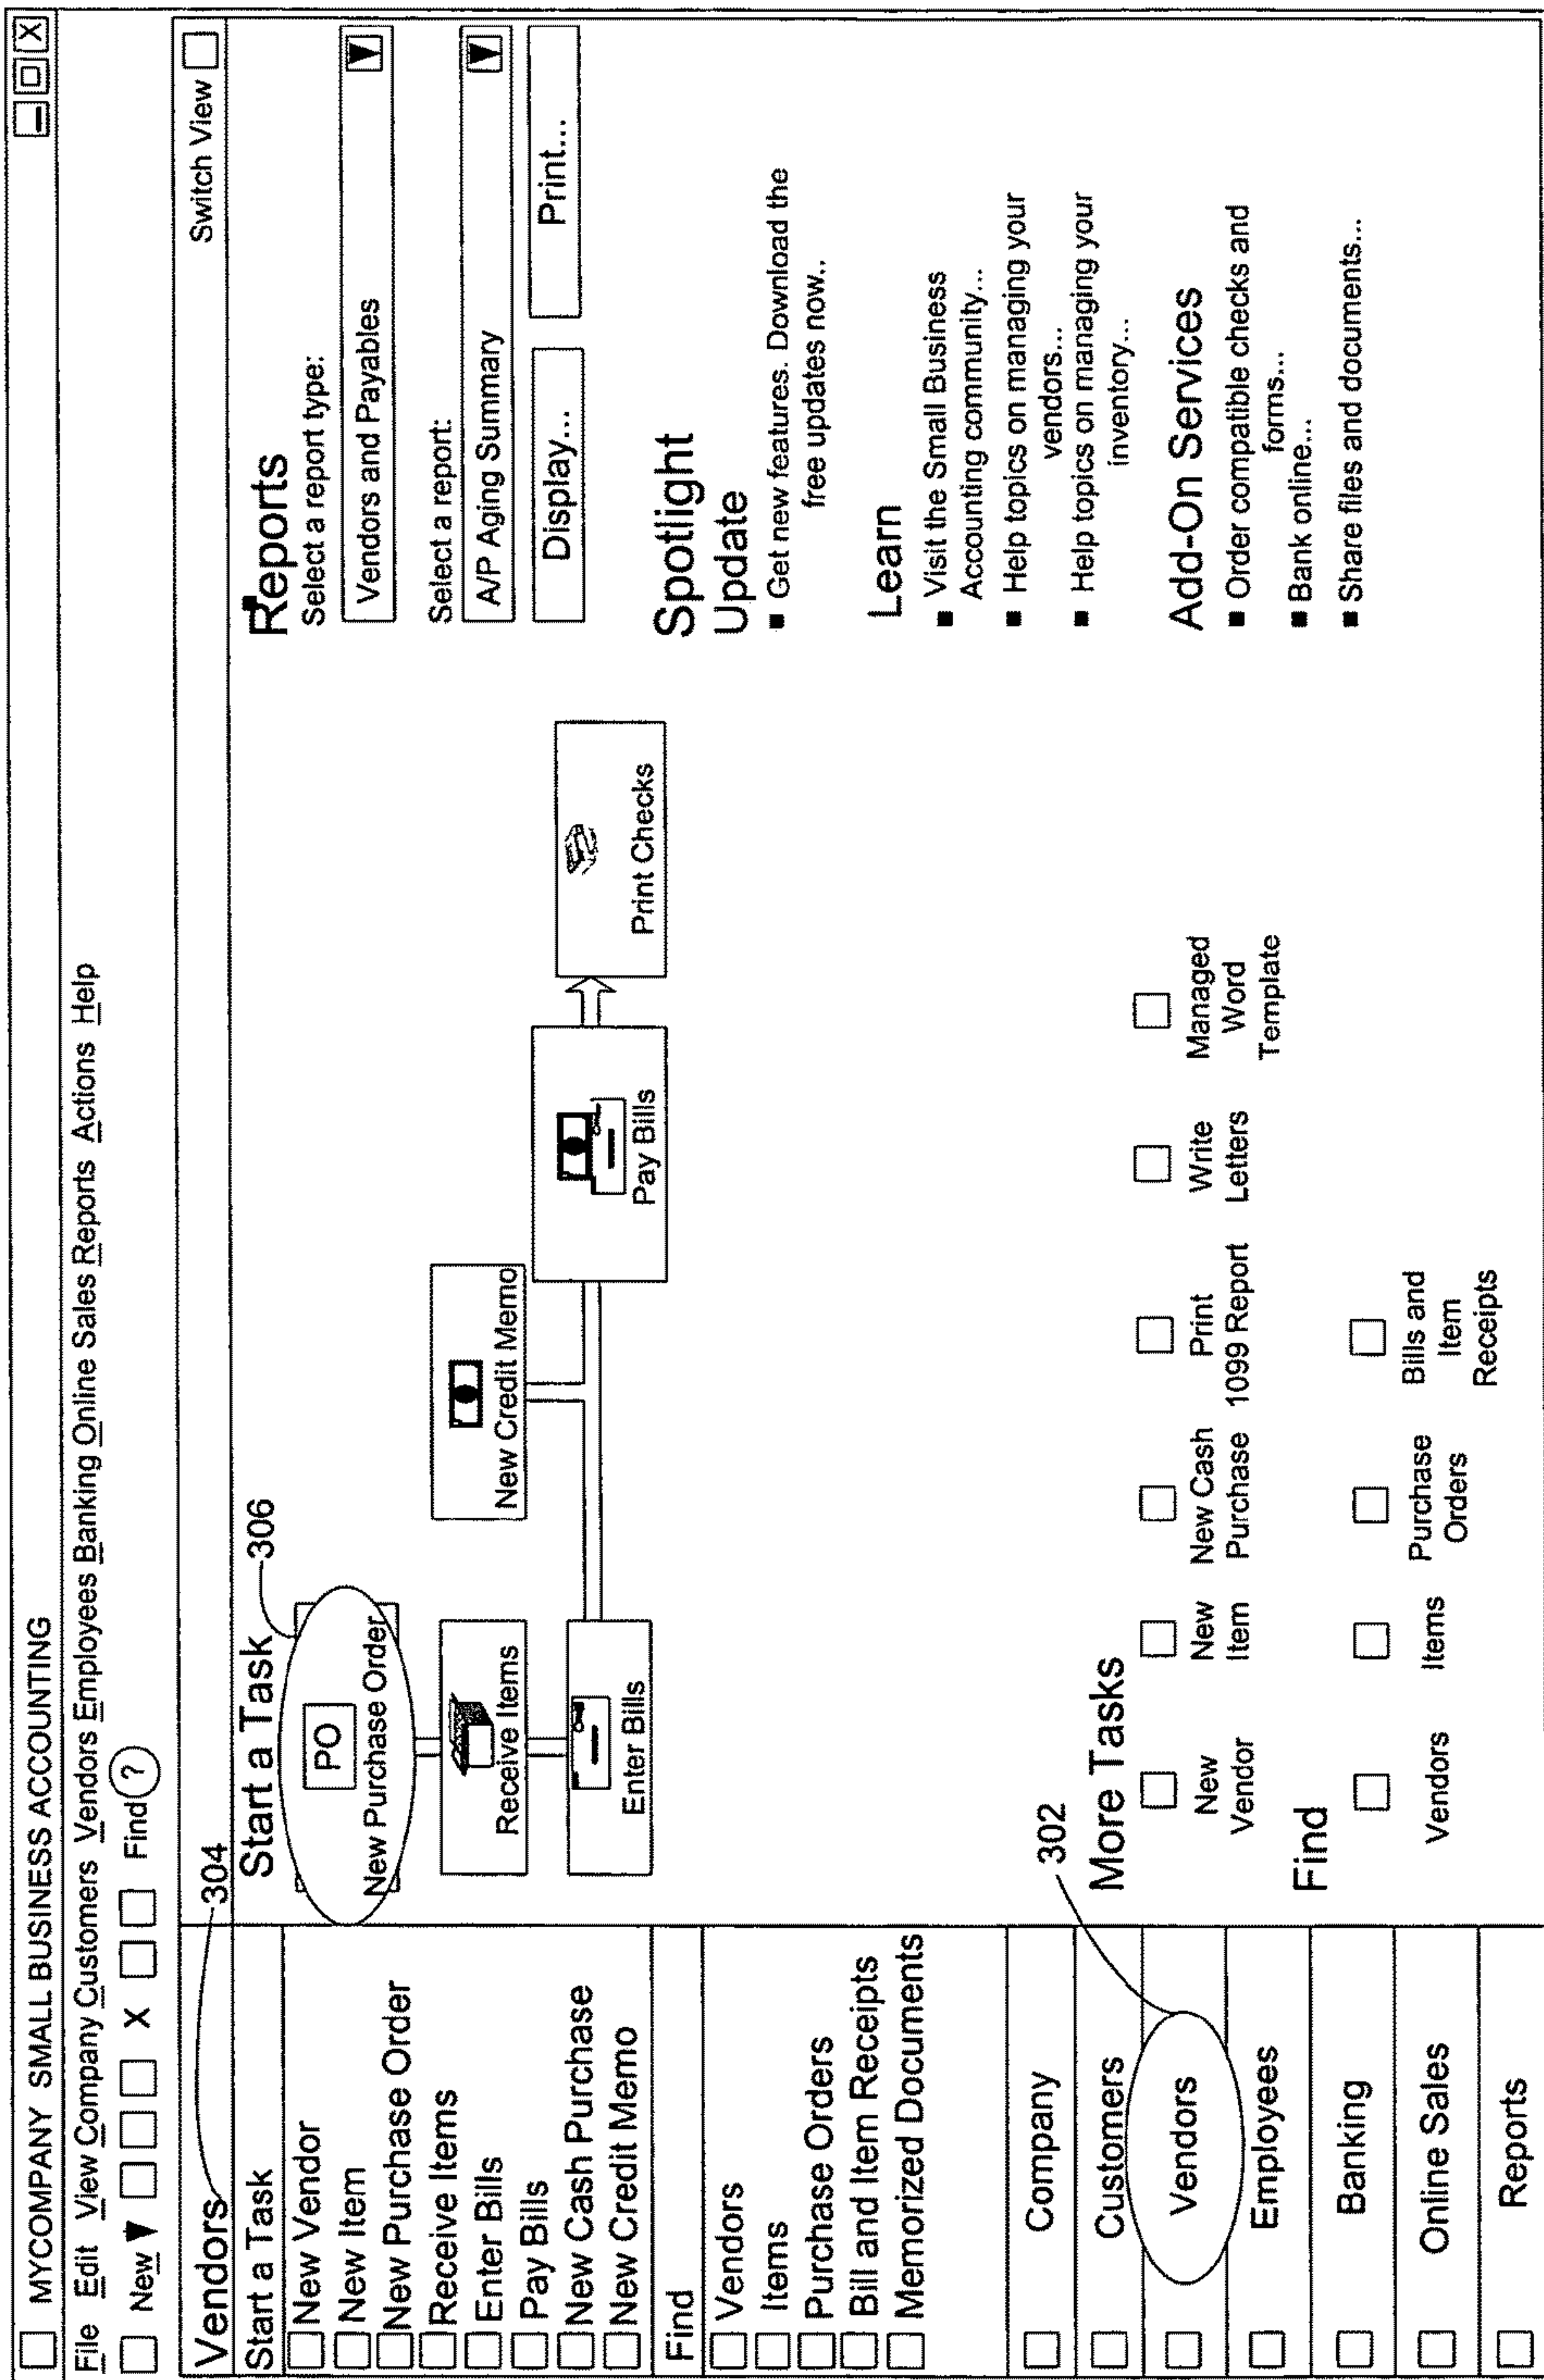 MYCOMPANY SMALL BUSINESS ACCOUNTING
X
File Edit View Company Customers Vendors Employees Banking Online Sales Reports Actions Help
New X Find ?
Vendors 304
Switch View
Start a Task
New Vendor
New Item
New Purchase Order
Receive Items
Enter Bills
Pay Bills
New Cash Purchase
New Credit Memo
Find
Vendors
Items
Purchase Orders
Bill and Item Receipts
Memorized Documents
Company
Customers
Vendors
Employees
Banking
Online Sales
Reports
302
Start a Task 306
PO
New Purchase Order
Receive Items
New Credit Memo
Enter Bills
Pay Bills
Print Checks
More Tasks
New
Vendor
New
Item
New Cash
Purchase
Print
1099 Report
Write
Letters
Managed
Word
Template
Find
Vendors
Items
Purchase
Orders
Bills and
Item
Receipts
Reports
Select a report type:
Vendors and Payables
Select a report:
A/P Aging Summary
Display... Print...
Spotlight
Update
Get new features. Download the
free updates now..
Learn
Visit the Small Business
Accounting community...
Help topics on managing your
vendors...
Help topics on managing your
inventory...
Add-On Services
Order compatible checks and
forms...
Bank online...
Share files and documents...